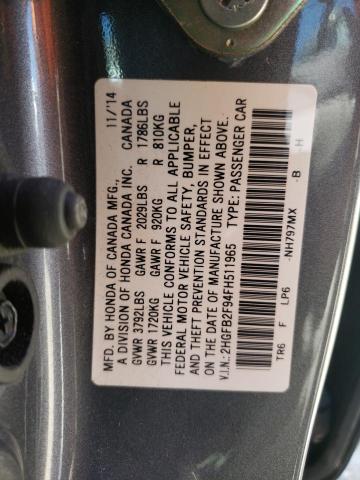 MFD. BY HONDA OF CANADA MFG., 11/'14
A DIVISION OF HONDA CANADA INC. CANADA
GVWR 3792LBS GAWR F 2029LBS R 1786LBS
GVWR 1720KG GAWR F 920KG R 810KG
THIS VEHICLE CONFORMS TO ALL APPLICABLE
FEDERAL MOTOR VEHICLE SAFETY, BUMPER,
AND THEFT PREVENTION STANDARDS IN EFFECT
ON THE DATE OF MANUFACTURE SHOWN ABOVE.
V.I.N.: 2HGFB2F94FH511965 TYPE: PASSENGER CAR
TR6 F LP6 -NH797MX -B -H